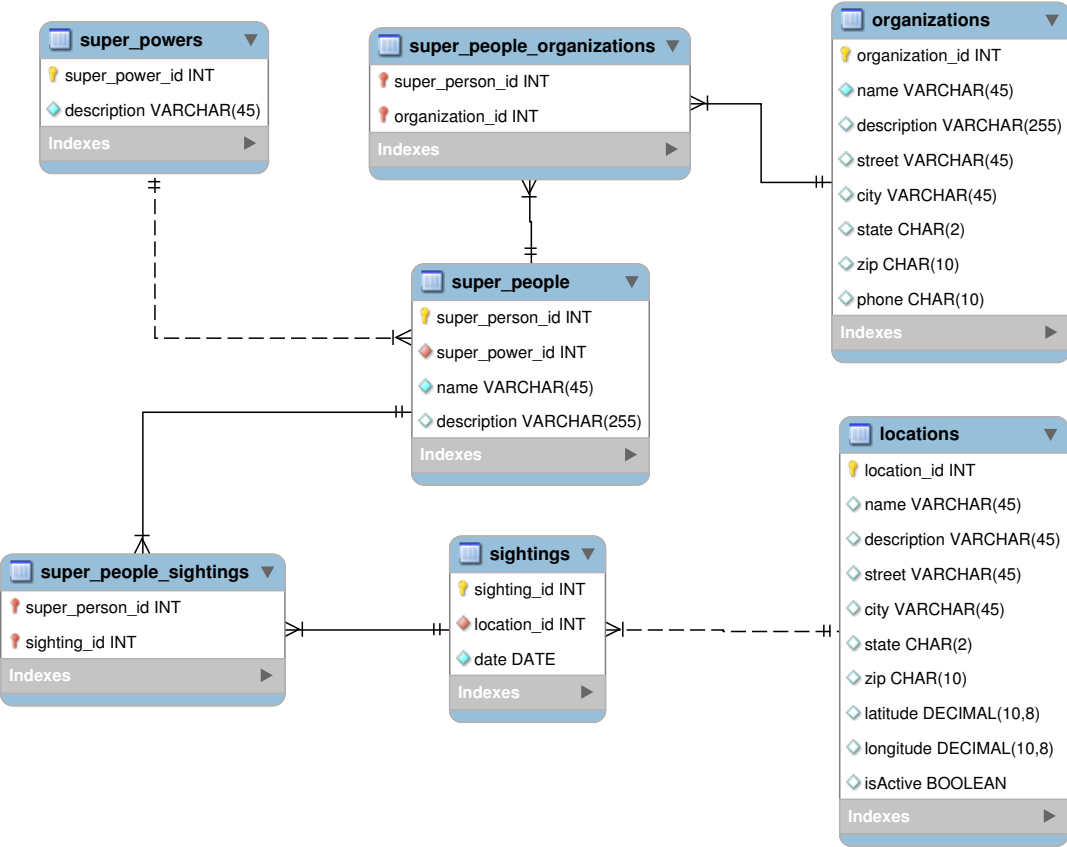 super_powers
super_power_id INT
description VARCHAR(45)
Indexes
super_people_organizations
super_person_id INT
organization_id INT
Indexes
organizations
organization_id INT
name VARCHAR(45)
description VARCHAR(255)
street VARCHAR(45)
city VARCHAR(45)
state CHAR(2)
zip CHAR(10)
phone CHAR(10)
Indexes
super_people
super_person_id INT
super_power_id INT
name VARCHAR(45)
description VARCHAR(255)
Indexes
super_people_sightings
super_person_id INT
sighting_id INT
Indexes
sightings
sighting_id INT
location_id INT
date DATE
Indexes
locations
location_id INT
name VARCHAR(45)
description VARCHAR(45)
street VARCHAR(45)
city VARCHAR(45)
state CHAR(2)
zip CHAR(10)
latitude DECIMAL(10,8)
longitude DECIMAL(10,8)
isActive BOOLEAN
Indexes